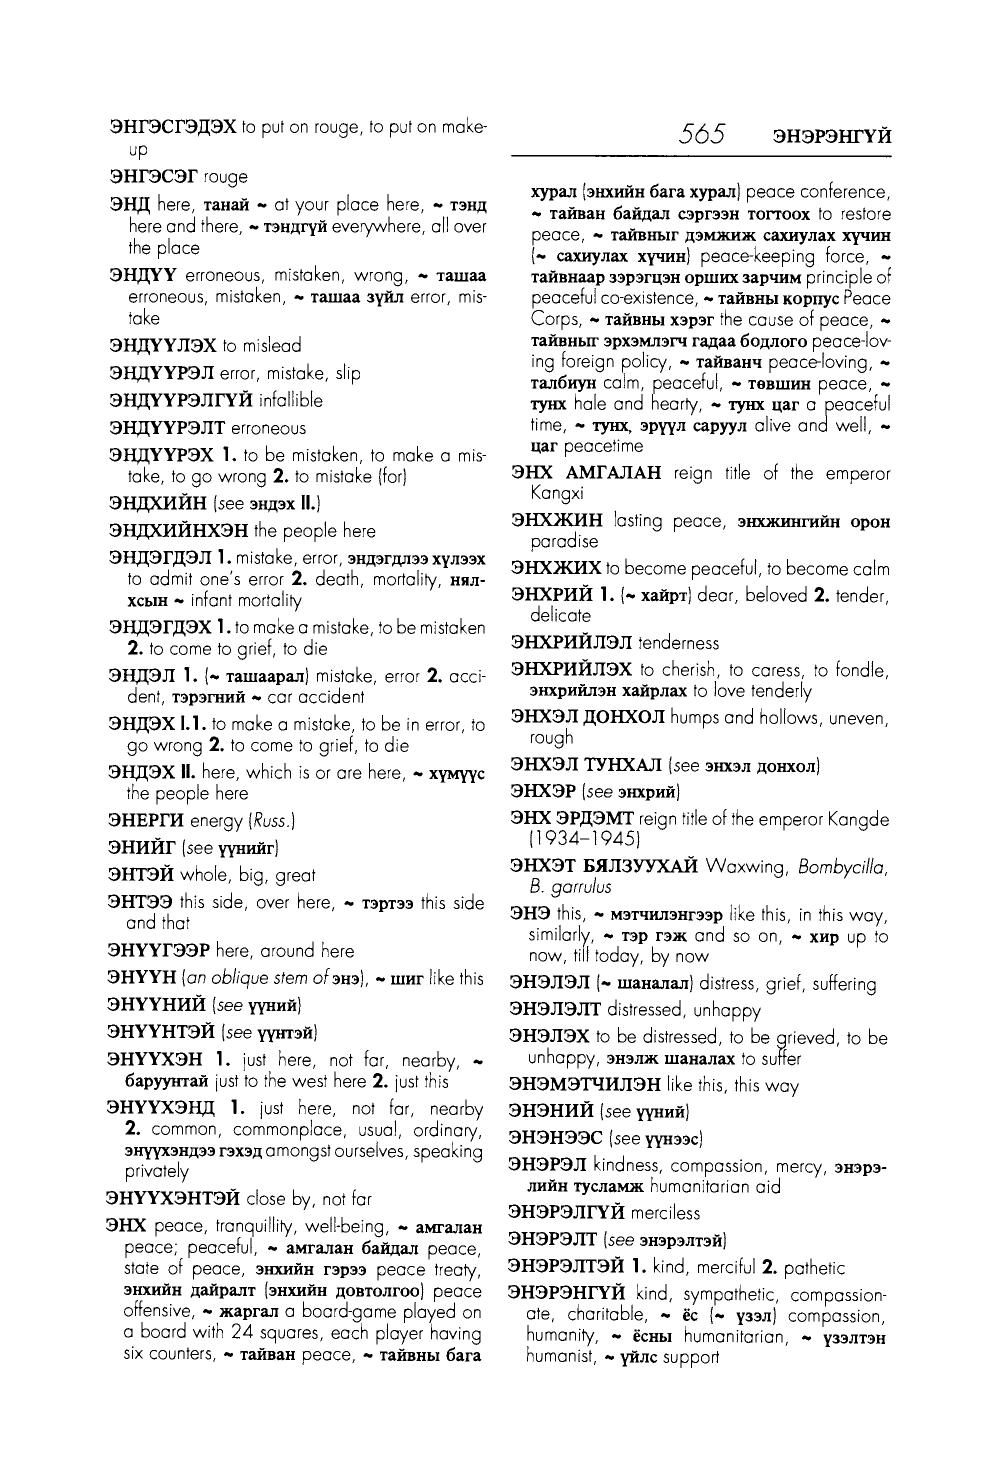 ЭНГЭСГЭДЭХ to put on rouge, to put on make-
up
ЭНГЭСЭГ rouge
ЭНД here, танай ~ at your place here, ~ тэнд
here and there, ~ тэндгүй everywhere, all over
the place
ЭНДҮҮ erroneous, mistaken, wrong, ~ ташаа
erroneous, mistaken, ~ ташаа зүйл error, mis-
take
ЭНДҮҮЛЭХ to mislead
ЭНДҮҮРЭЛ error, mistake, slip
ЭНДҮҮРЭЛГҮЙ infallible
ЭНДҮҮРЭЛТ erroneous
ЭНДҮҮРЭХ 1. to be mistaken, to make a mis-
take, to go wrong 2. to mistake (for)
ЭНДХИЙН (see эндэх II.)
ЭНДХИЙНХЭН the people here
ЭНДЭГДЭЛ 1. mistake, error, эндэгдлээ хүлээх
to admit one's error 2. death, mortality, нял-
хсын ~ infant mortality
ЭНДЭГДЭХ 1. to make a mistake, to be mistaken
2. to come to grief, to die
ЭНДЭЛ 1. (~ ташаарал) mistake, error 2. acci-
dent, тэрэгний ~ car accident
ЭНДЭХ I.1. to make a mistake, to be in error, to
go wrong 2. to come to grief, to die
ЭНДЭХ II. here, which is or are here, ~ хүмүүс
the people here
ЭНЕРГИ energy (Russ.)
ЭНИЙГ (see үүнийг)
ЭНТЭЙ whole, big, great
ЭНТЭЭ this side, over here, ~ тэртээ this side
and that
ЭНҮҮГЭЭР here, around here
ЭНҮҮН (an oblique stem of энэ), ~ шиг like this
ЭНҮҮНИЙ (see үүний)
ЭНҮҮНТЭЙ (see үүнтэй)
ЭНҮҮХЭН 1. just here, not far, nearby, ~
баруунтай just to the west here 2. just this
ЭНҮҮХЭНД 1. just here, not far, nearby
2. common, commonplace, usual, ordinary,
энүүхэндээ гэхэд amongst ourselves, speaking
privately
ЭНҮҮХЭНТЭЙ close by, not far
ЭНХ peace, tranquillity, well-being, ~ амгалан
peace; peaceful, ~ амгалан байдал peace,
state of peace, энхийн гэрээ peace treaty,
энхийн дайралт (энхийн довтолгоо) peace
offensive, ~ жаргал a board-game played on
a board with 24 squares, each player having
six counters, ~ тайван peace, ~ тайвны бага
565 ЭНЭРЭНГҮЙ
хурал (энхийн бага хурал) peace conference,
~ тайван байдал сэргээн тогтоох to restore
peace, ~ тайвныг дэмжиж сахиулах хүчин
(~ сахиулах хүчин) peace-keeping force, ~
тайвнаар зэрэгцэн орших зарчим principle of
peaceful co-existence, ~ тайвны корпус Peace
Corps, ~ тайвны хэрэг the cause of peace, ~
тайвныг эрхэмлэгч гадаа бодлого peace-lov-
ing foreign policy, ~ тайванч peace-loving, ~
талбиун calm, peaceful, ~ төвшин peace, ~
тунх hale and hearty, ~ тунх цаг a peaceful
time, ~ тунх, эрүүл саруул alive and well, ~
цаг peacetime
ЭНХ АМГАЛАН reign title of the emperor
Kangxi
ЭНХЖИН lasting peace, энхжингийн орон
paradise
ЭНХЖИХ to become peaceful, to become calm
ЭНХРИЙ 1. (~ хайрт) dear, beloved 2. tender,
delicate
ЭНХРИЙЛЭЛ tenderness
ЭНХРИЙЛЭХ to cherish, to caress, to fondle,
энхрийлэн хайрлах to love tenderly
ЭНХЭЛ ДОНХОЛ humps and hollows, uneven,
rough
ЭНХЭЛ ТУНХАЛ (see энхэл донхол)
ЭНХЭР (see энхрий)
ЭНХ ЭРДЭМТ reign title of the emperor Kangde
(1934–1945)
ЭНХЭТ БЯЛЗУУХАЙ Waxwing, Bombycilla,
B. garrulus
ЭНЭ this, ~ мэтчилэнгээр like this, in this way,
similarly, ~ тэр гэж and so on, ~ хир up to
now, till today, by now
ЭНЭЛЭЛ (~ шаналал) distress, grief, suffering
ЭНЭЛЭЛТ distressed, unhappy
ЭНЭЛЭХ to be distressed, to be grieved, to be
unhappy, энэлж шаналах to suffer
ЭНЭМЭТЧИЛЭН like this, this way
ЭНЭНИЙ (see үүний)
ЭНЭНЭЭС (see үүнээс)
ЭНЭРЭЛ kindness, compassion, mercy, энэрэ-
лийн тусламж humanitarian aid
ЭНЭРЭЛГҮЙ merciless
ЭНЭРЭЛТ (see энэрэлтэй)
ЭНЭРЭЛТЭЙ 1. kind, merciful 2. pathetic
ЭНЭРЭНГҮЙ kind, sympathetic, compassion-
ate, charitable, ~ ёс (~ үзэл) compassion,
humanity, ~ ёсны humanitarian, ~ үзэлтэн
humanist, ~ үйлс support